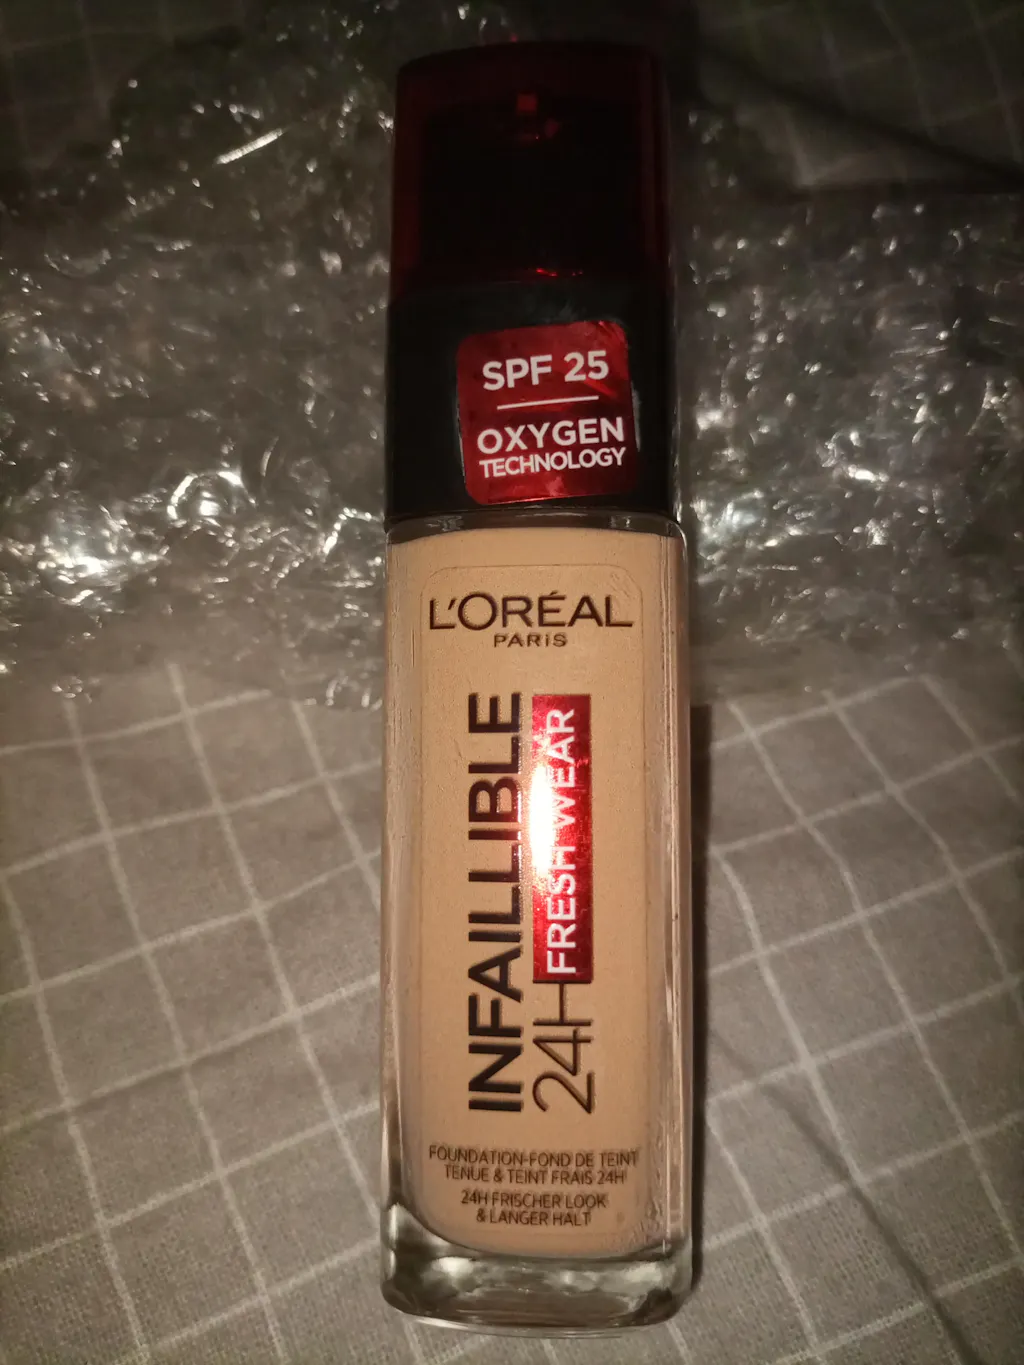 SPF 25
OXYGEN
TECHNOLOGY
L'ORÉAL
PARIS
INFAILLIBLE
24H FRESH WEAR
FOUNDATION-FOND DE TEINT
TENUE & TEINT FRAIS 24H
24H FRISCHER LOOK
& LANGER HALT